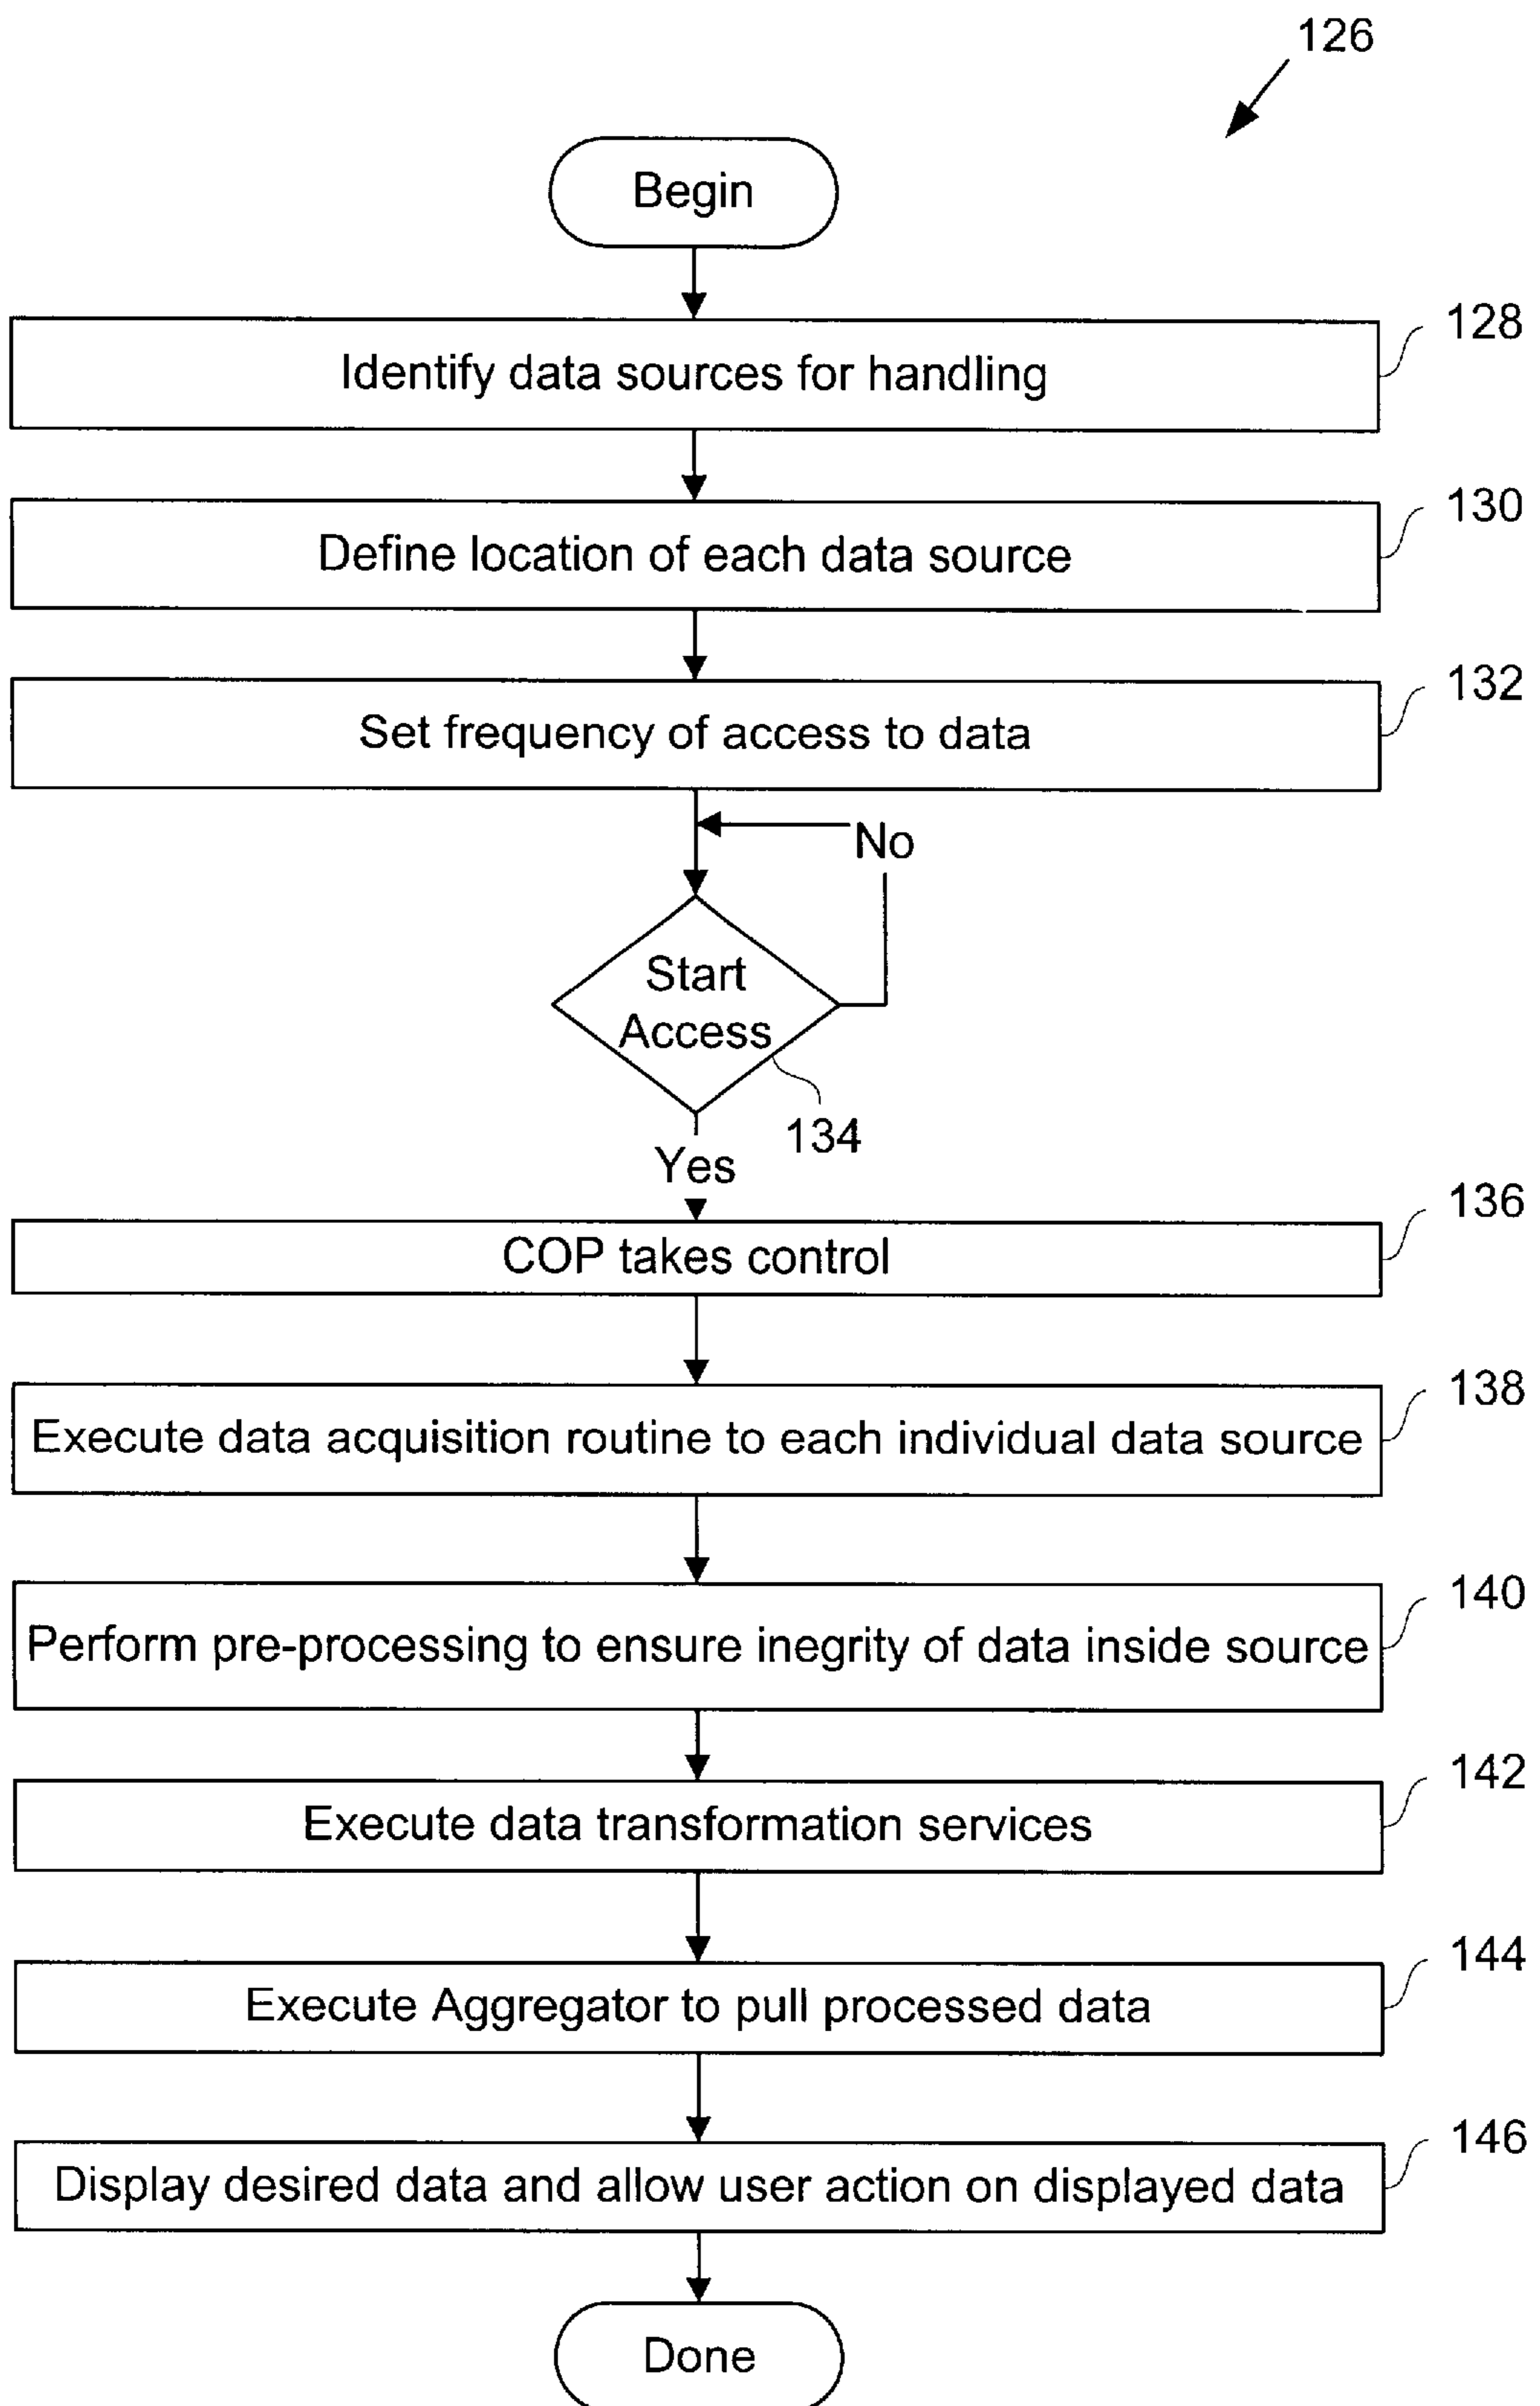 126
Begin
128
Identify data sources for handling
130
Define location of each data source
132
Set frequency of access to data
No
Start
Access
134
Yes
136
COP takes control
138
Execute data acquisition routine to each individual data source
140
Perform pre-processing to ensure inegrity of data inside source
142
Execute data transformation services
144
Execute Aggregator to pull processed data
146
Display desired data and allow user action on displayed data
Done